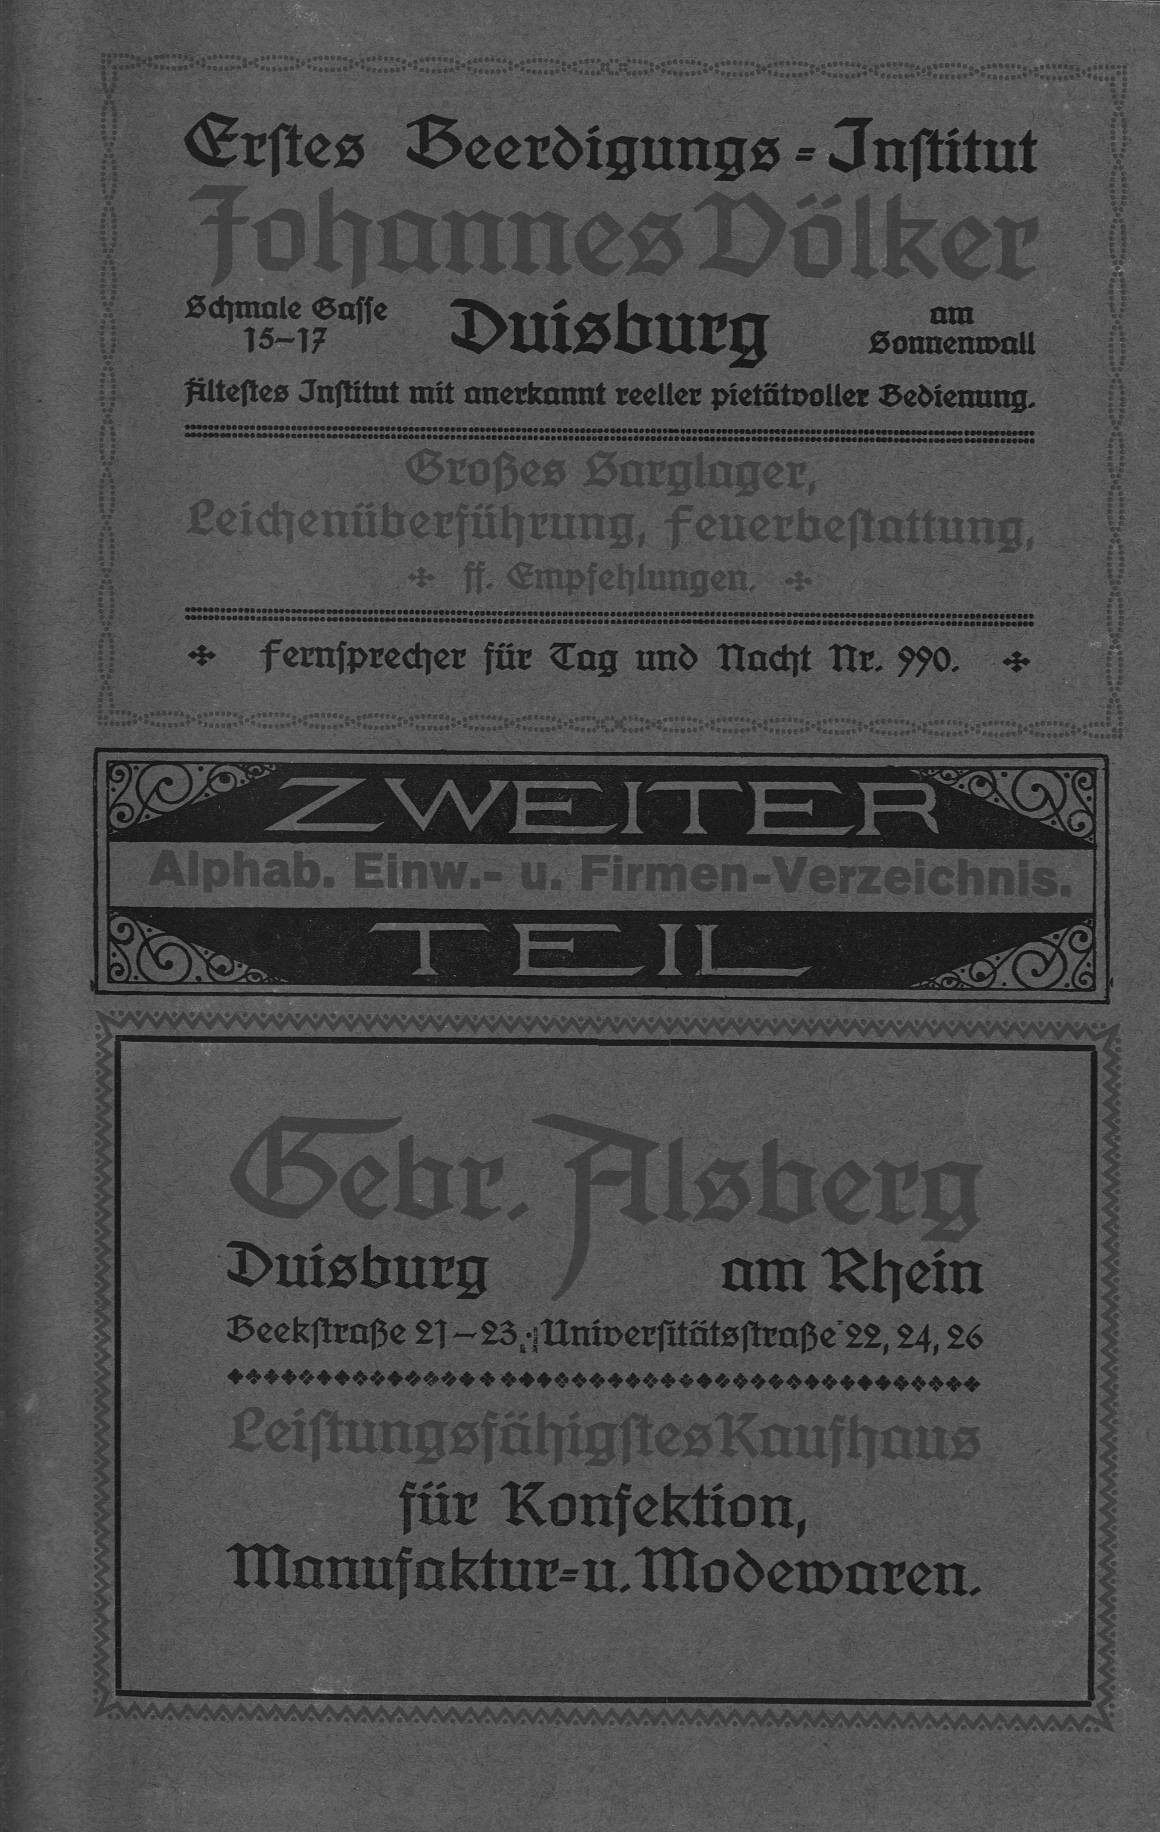 Erstes Beerdigungs-Institut
Johannes Völker
Schmale Gasse
15–17
Duisburg
am
Sonnenwall
Ältestes Institut mit anerkannt reeller pietätvoller Bedienung.
Großes Sarglager,
Leichenüberführung, Feuerbestattung,
ff. Empfehlungen.
Fernsprecher für Tag und Nacht Nr. 990.
ZWEITER
Alphab. Einw.- u. Firmen-Verzeichnis.
TEIL
Gebr. Alsberg
Duisburg am Rhein
Beekstraße 21–23, Universitätsstraße 22, 24, 26
Leistungsfähigstes Kaufhaus
für Konfektion,
Manufaktur- u. Modewaren.